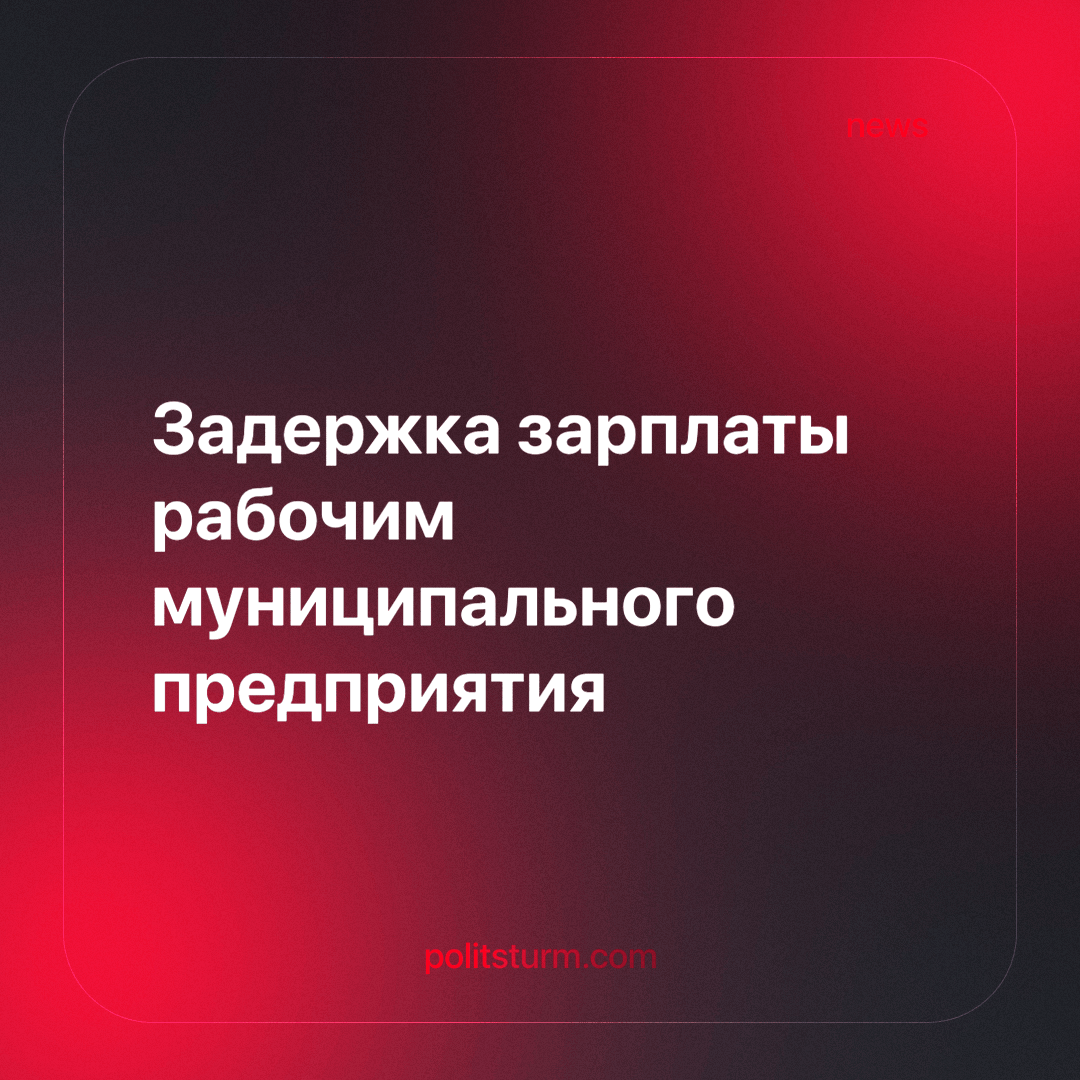 news
Задержка зарплаты
рабочим
муниципального
предприятия
politsturm.com